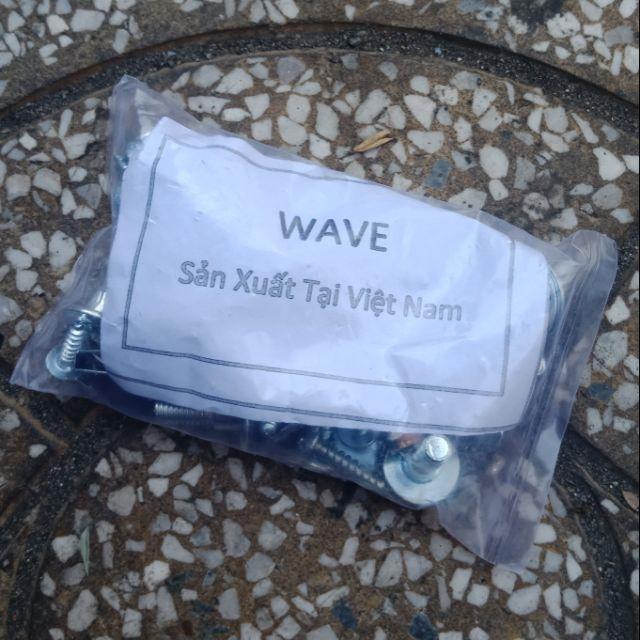 WAVE
Sản Xuất Tại Việt Nam